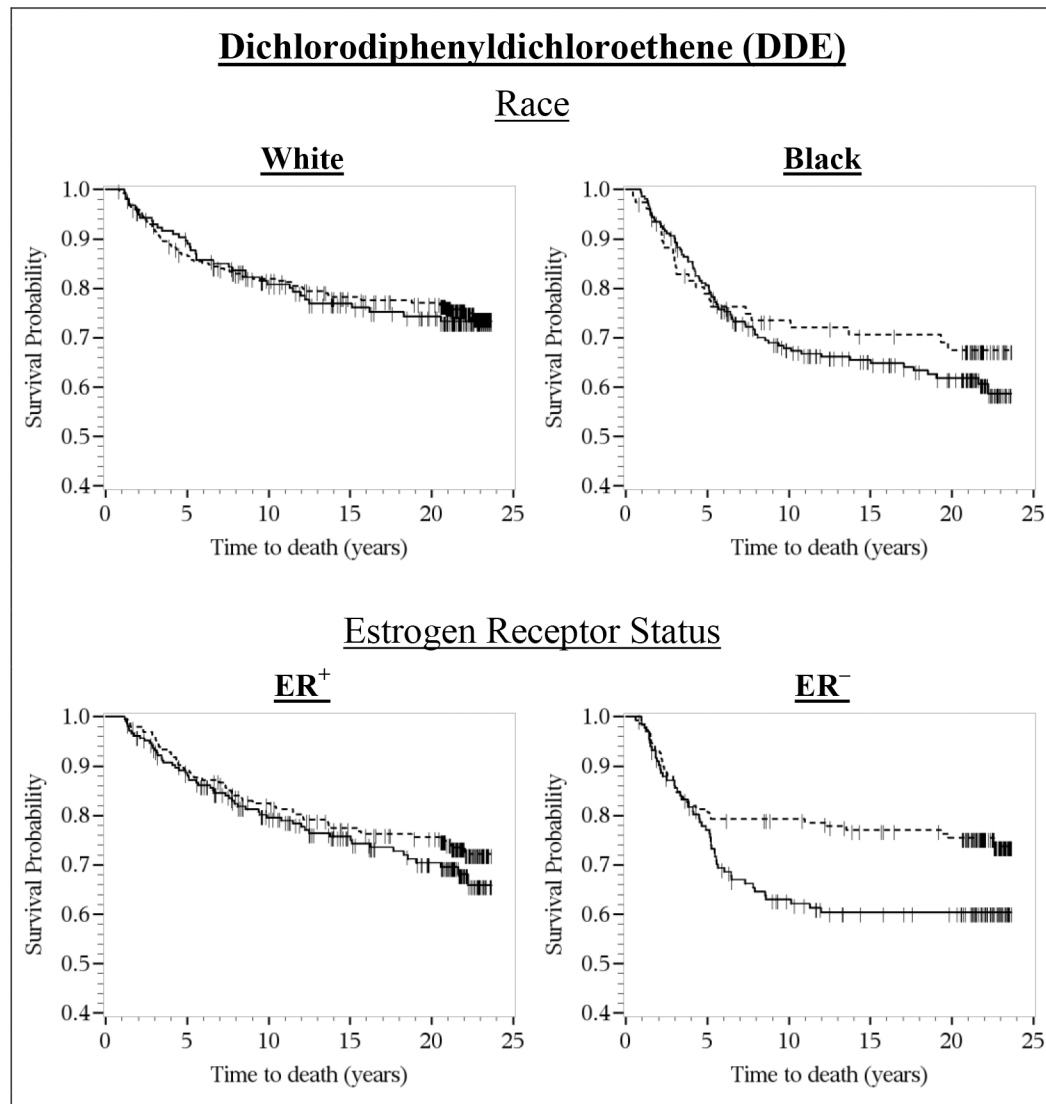 Dichlorodiphenyldichloroethene (DDE)
Race
White
Black
1.0
0.9
0.8
0.7
0.6
0.5
0.4
Survival Probability
0 5 10 15 20 25
Time to death (years)
1.0
0.9
0.8
0.7
0.6
0.5
0.4
Survival Probability
0 5 10 15 20 25
Time to death (years)
Estrogen Receptor Status
ER⁺
ER⁻
1.0
0.9
0.8
0.7
0.6
0.5
0.4
Survival Probability
0 5 10 15 20 25
Time to death (years)
1.0
0.9
0.8
0.7
0.6
0.5
0.4
Survival Probability
0 5 10 15 20 25
Time to death (years)